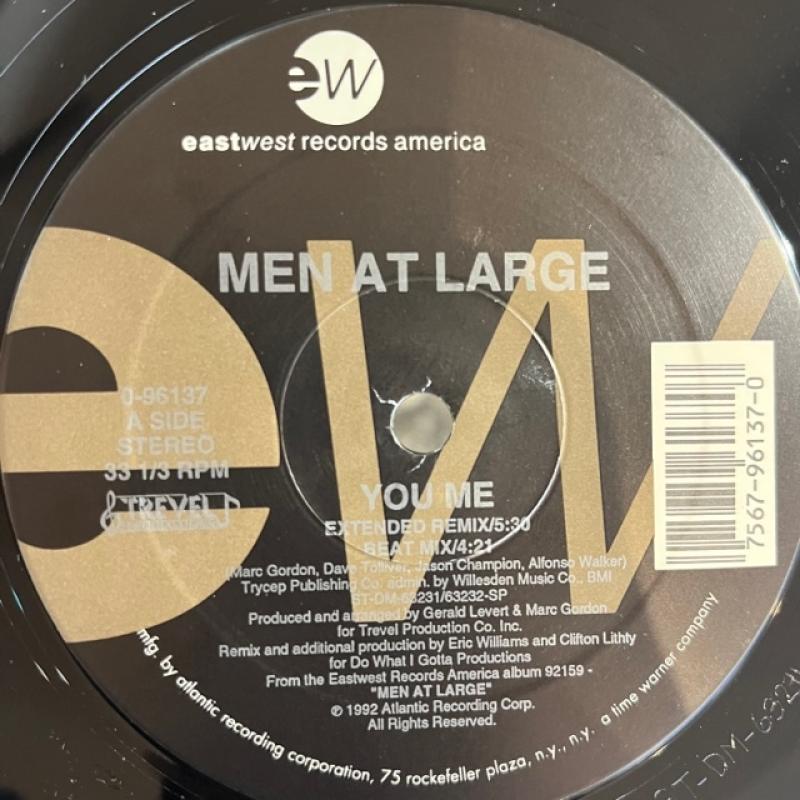 ew
eastwest records america
MEN AT LARGE
0-96137
A SIDE
STEREO
33 1/3 RPM
TREVEL
7567-96137-0
YOU ME
EXTENDED REMIX/5:30
BEAT MIX/4:21
(Marc Gordon, Dave Tolliver, Jason Champion, Alfonso Walker)
Trycep Publishing Co. admin. by Willesden Music Co., BMI
ST-DM-63231/63232-SP
Produced and arranged by Gerald Levert & Marc Gordon
for Trevel Production Co. Inc.
Remix and additional production by Eric Williams and Clifton Lighty
for Do What I Gotta Productions
From the Eastwest Records America album 92159 -
"MEN AT LARGE"
℗ 1992 Atlantic Recording Corp.
All Rights Reserved.
mfg. by atlantic recording corporation, 75 rockefeller plaza, n.y., n.y. a time warner company
ew